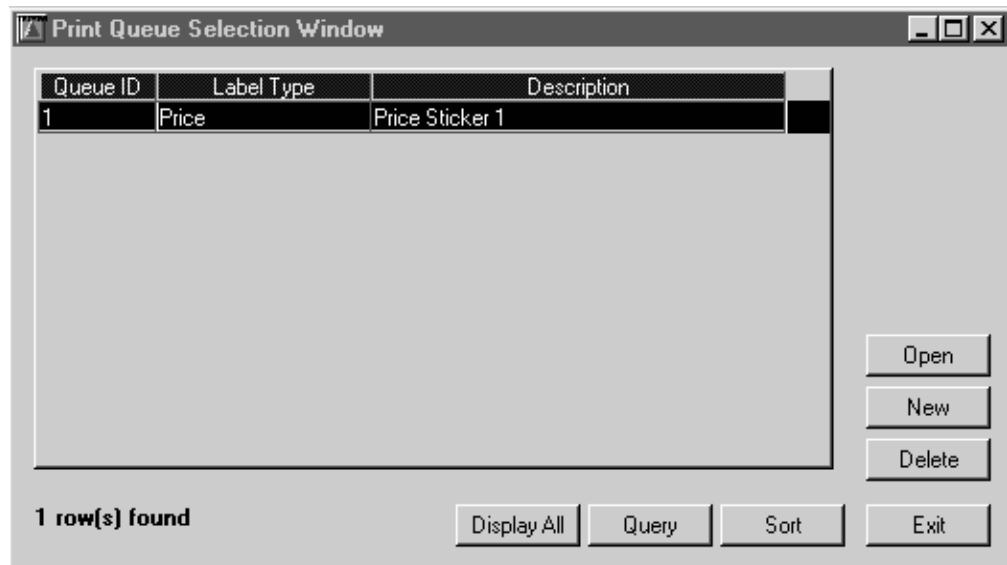 Print Queue Selection Window
Queue ID Label Type Description
1 Price Price Sticker 1
Open
New
Delete
1 row(s) found Display All Query Sort Exit